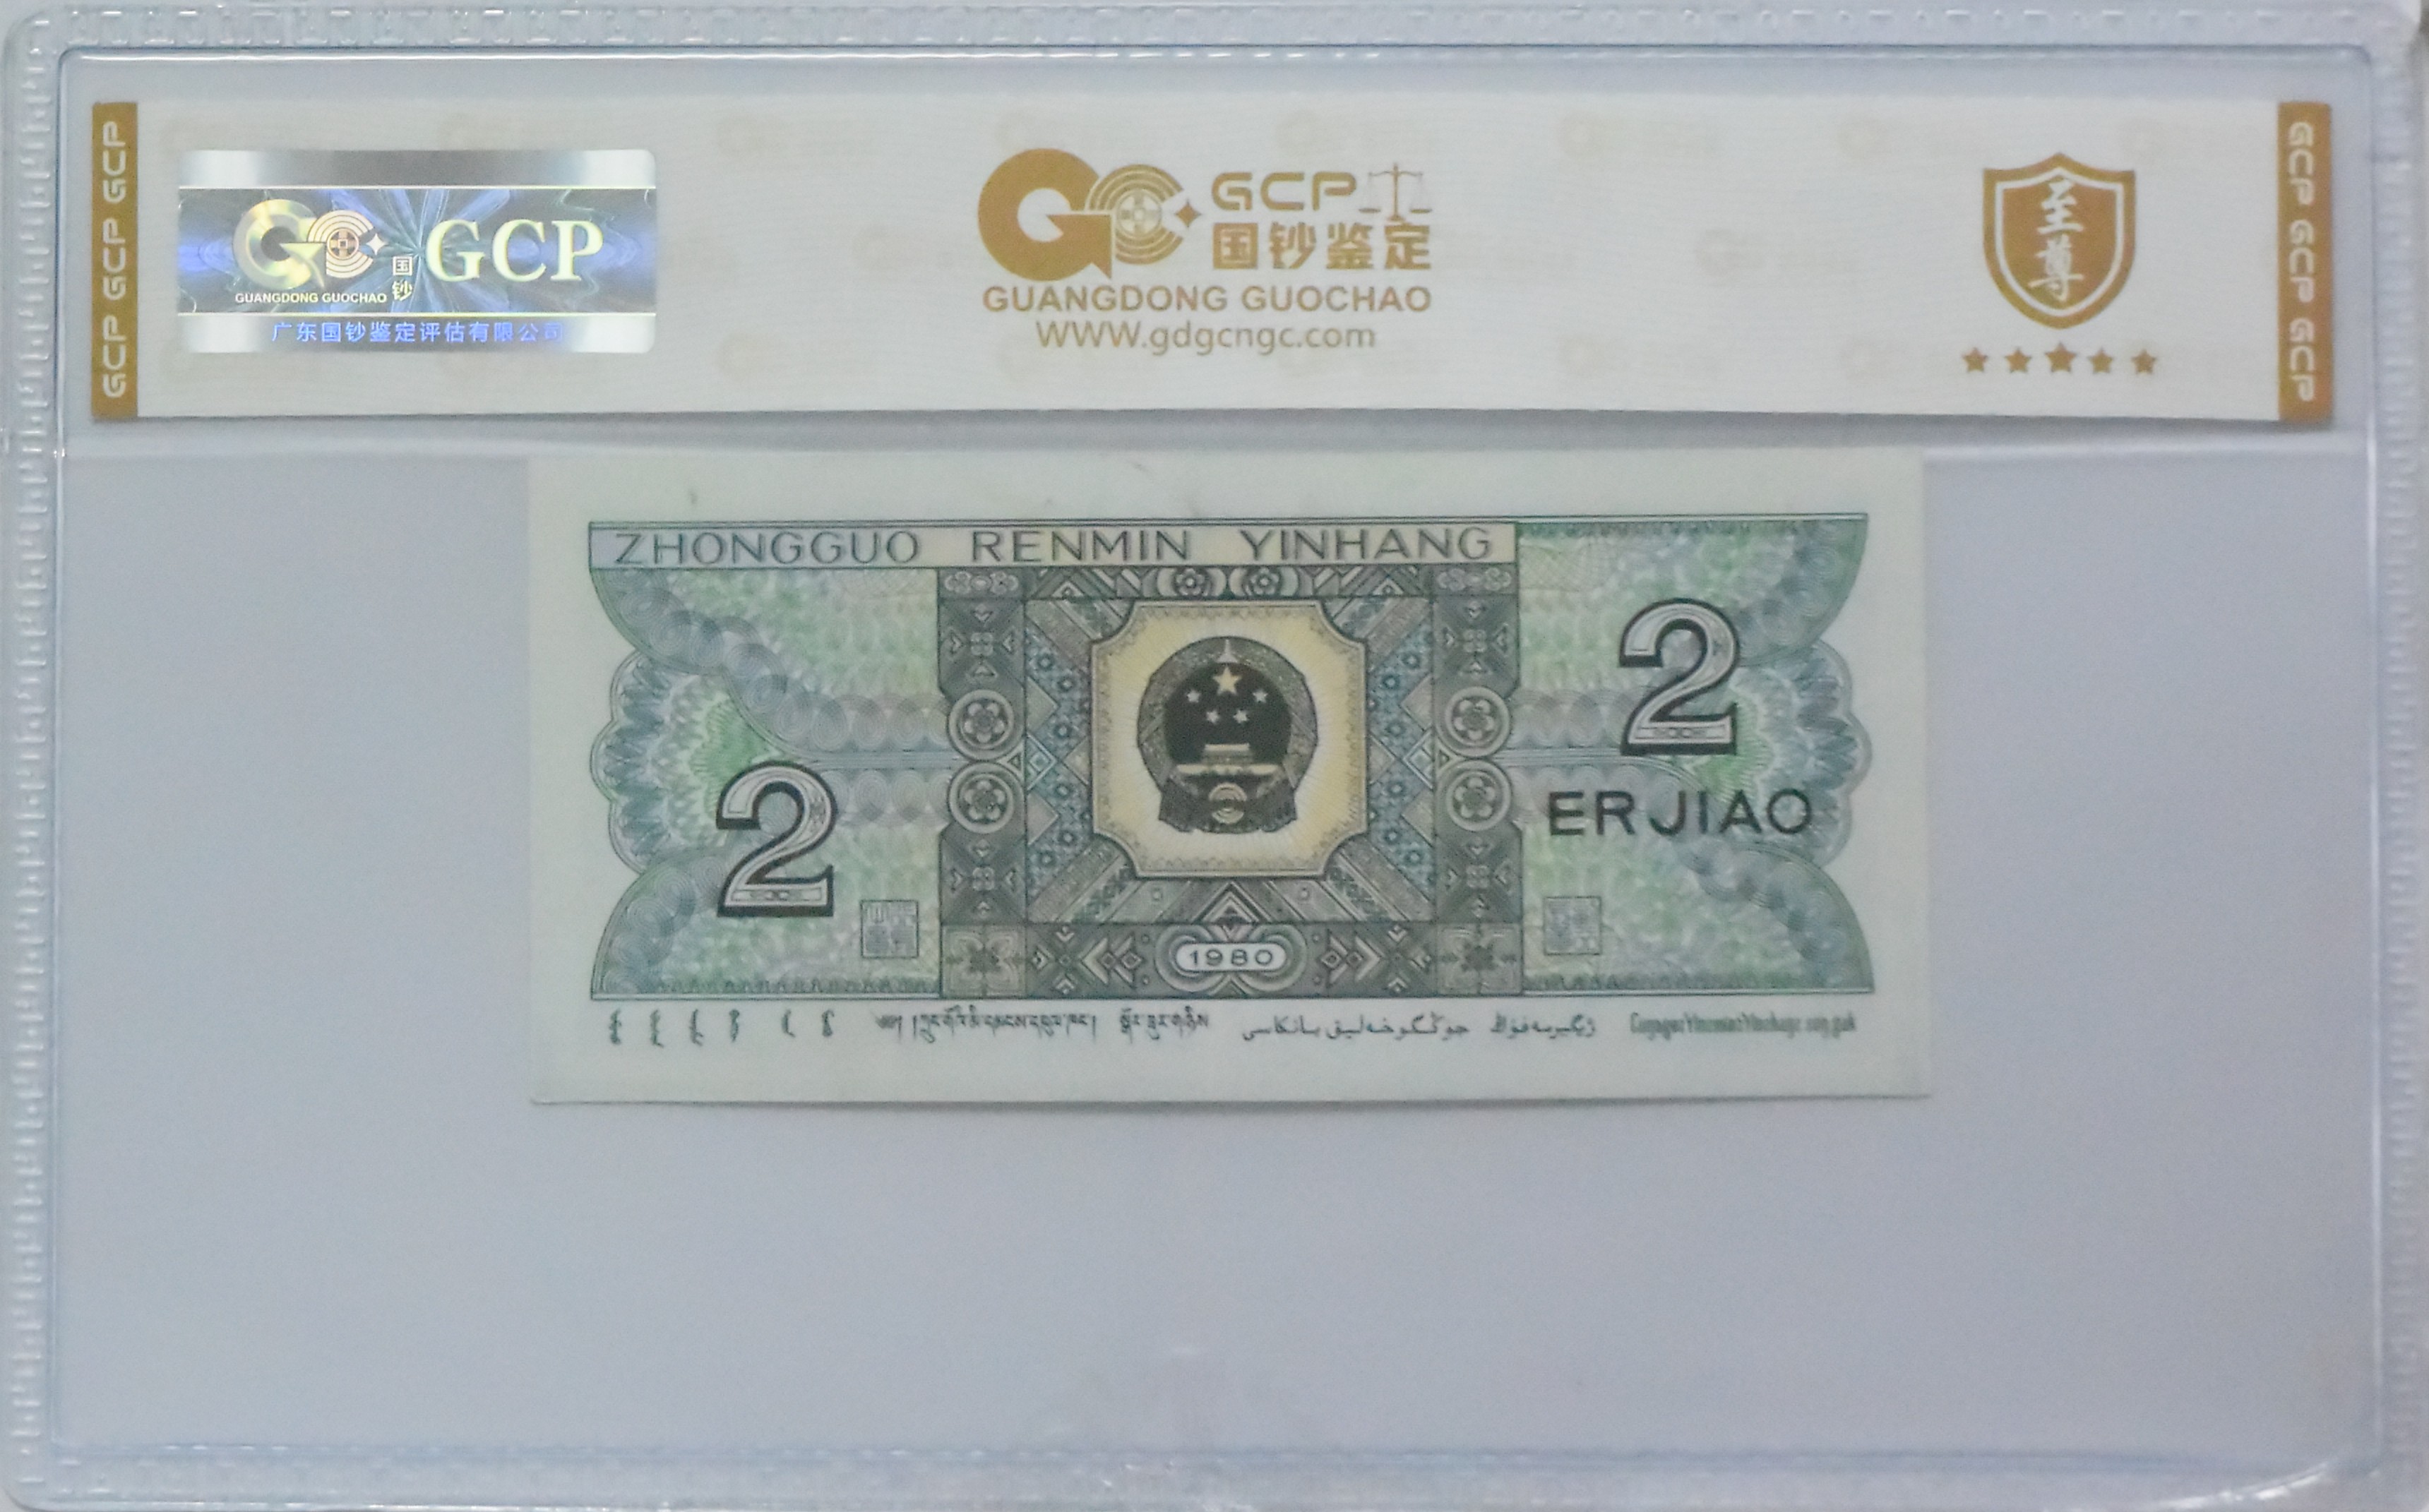 GCP GCP GCP
GUANGDONG GUOCHAO
国钞
GCP
广东国钞鉴定评估有限公司
GCP
国钞鉴定
GUANGDONG GUOCHAO
WWW.gdgcngc.com
至尊
GCP GCP GCP
ZHONGGUO RENMIN YINHANG
2
ERJIAO
2
1980